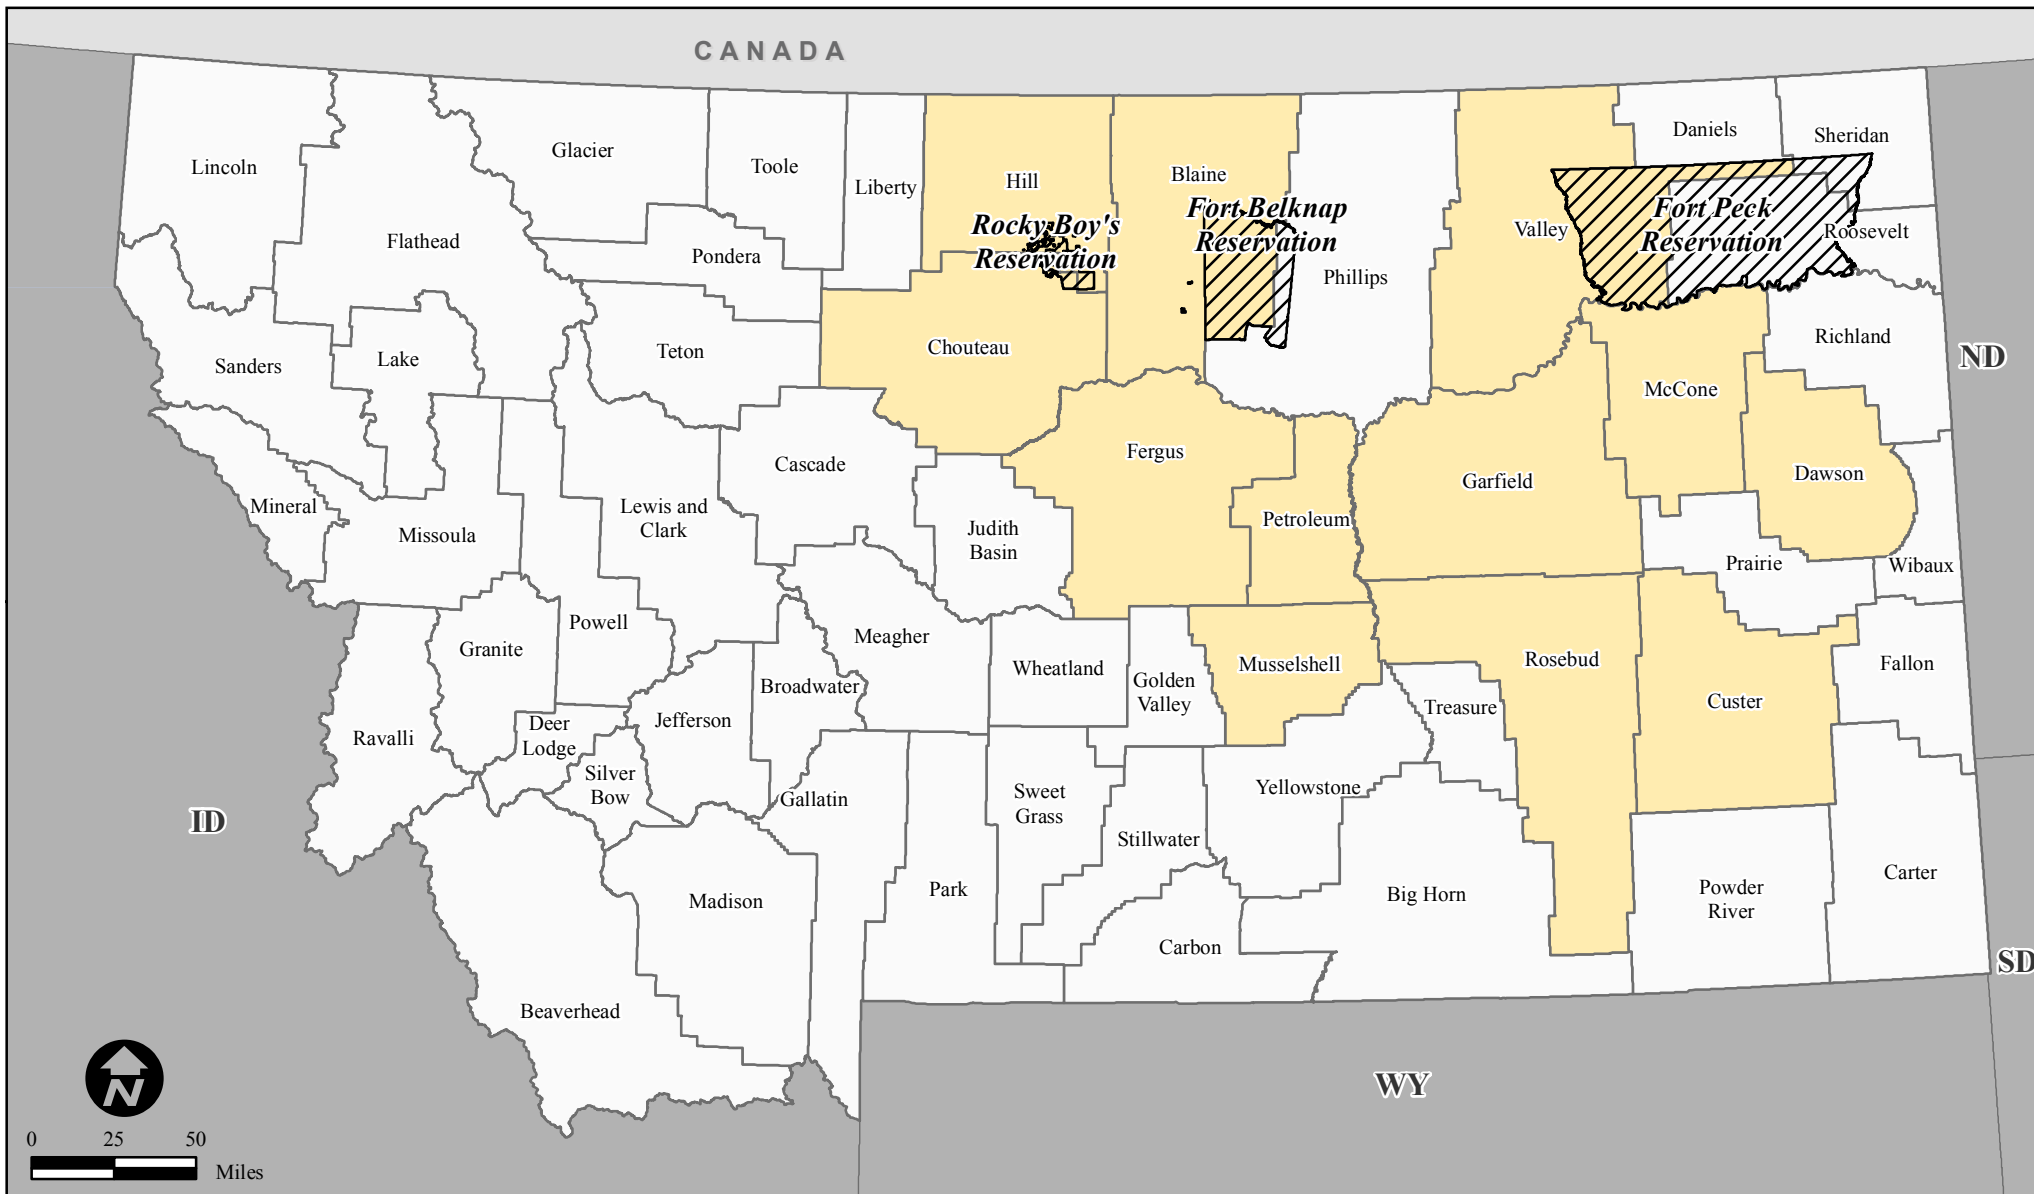 CANADA
Lincoln
Glacier
Toole
Liberty
Hill
Blaine
Daniels
Sheridan
Flathead
Pondera
Rocky Boy's
Reservation
Fort Belknap
Reservation
Phillips
Valley
Fort Peck
Reservation
Roosevelt
Sanders
Lake
Teton
Chouteau
McCone
Richland
ND
Mineral
Missoula
Lewis and
Clark
Cascade
Judith
Basin
Fergus
Petroleum
Garfield
Dawson
Prairie
Wibaux
Ravalli
Granite
Powell
Deer
Lodge
Silver
Bow
Jefferson
Broadwater
Meagher
Wheatland
Golden
Valley
Musselshell
Treasure
Rosebud
Custer
Fallon
ID
Gallatin
Sweet
Grass
Stillwater
Yellowstone
Beaverhead
Madison
Park
Carbon
Big Horn
Powder
River
Carter
SD
WY
N
0 25 50
Miles